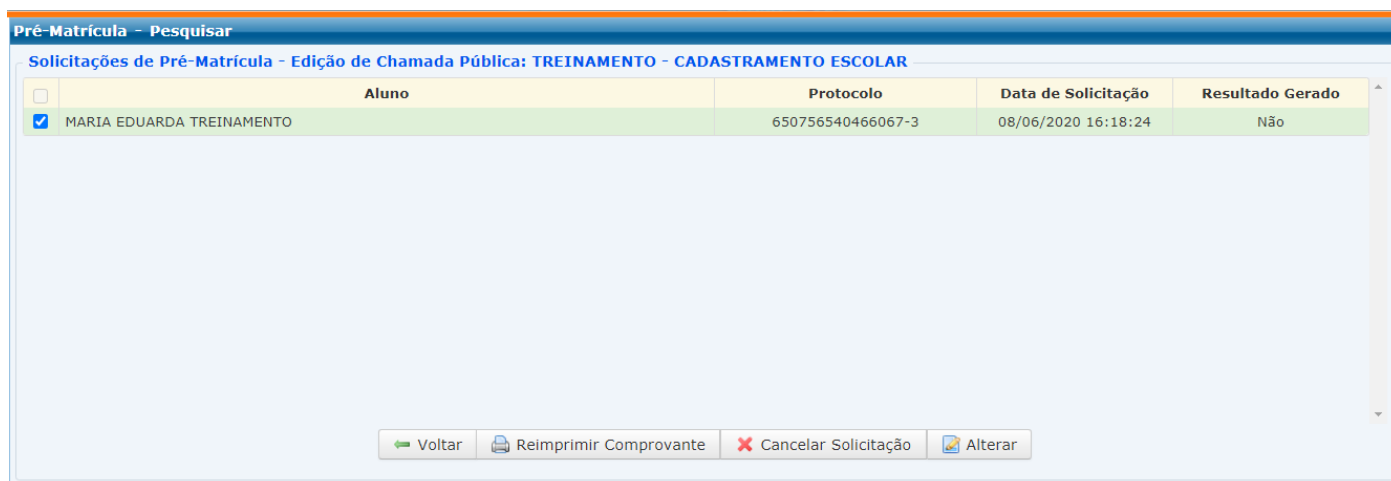 Pré-Matrícula - Pesquisar
Solicitações de Pré-Matrícula - Edição de Chamada Pública: TREINAMENTO - CADASTRAMENTO ESCOLAR
Aluno Protocolo Data de Solicitação Resultado Gerado
MARIA EDUARDA TREINAMENTO 650756540466067-3 08/06/2020 16:18:24 Não
Voltar Reimprimir Comprovante Cancelar Solicitação Alterar